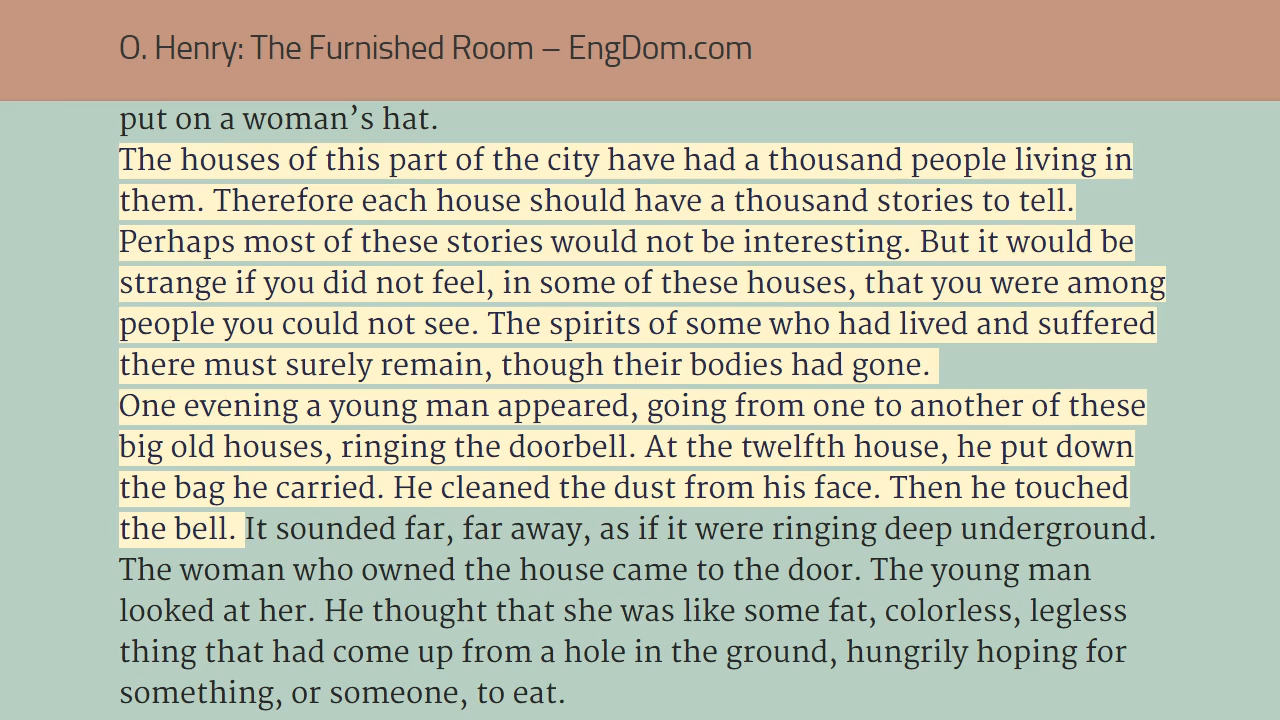 O. Henry: The Furnished Room – EngDom.com
put on a woman’s hat.
The houses of this part of the city have had a thousand people living in
them. Therefore each house should have a thousand stories to tell.
Perhaps most of these stories would not be interesting. But it would be
strange if you did not feel, in some of these houses, that you were among
people you could not see. The spirits of some who had lived and suffered
there must surely remain, though their bodies had gone.
One evening a young man appeared, going from one to another of these
big old houses, ringing the doorbell. At the twelfth house, he put down
the bag he carried. He cleaned the dust from his face. Then he touched
the bell. It sounded far, far away, as if it were ringing deep underground.
The woman who owned the house came to the door. The young man
looked at her. He thought that she was like some fat, colorless, legless
thing that had come up from a hole in the ground, hungrily hoping for
something, or someone, to eat.